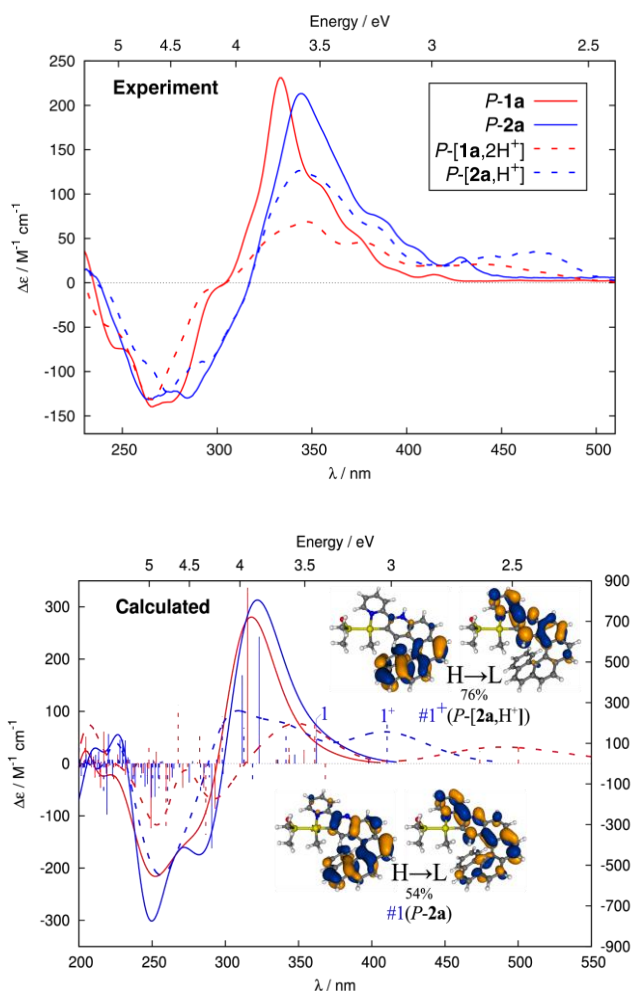 Energy / eV
5 4.5 4 3.5 3 2.5
Experiment
P-1a
P-2a
P-[1a,2H⁺]
P-[2a,H⁺]
250
200
150
100
50
0
-50
-100
-150
Δε / M⁻¹ cm⁻¹
250 300 350 400 450 500
λ / nm
Energy / eV
5 4.5 4 3.5 3 2.5
Calculated
300
200
100
0
-100
-200
-300
Δε / M⁻¹ cm⁻¹
900
700
500
300
100
-100
-300
-500
-700
-900
H→L
76%
#1⁺(P-[2a,H⁺])
1 1⁺
H→L
54%
#1(P-2a)
200 250 300 350 400 450 500 550
λ / nm